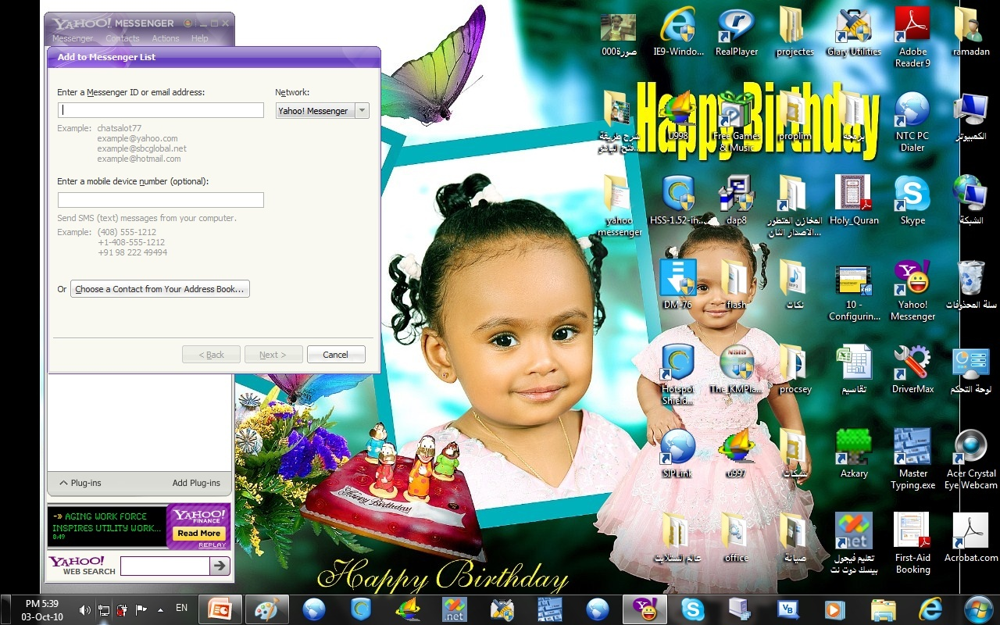 YAHOO! MESSENGER
Messenger Contacts Actions Help
Add to Messenger List
Enter a Messenger ID or email address:
Network:
Yahoo! Messenger
Example: chatsalot77
example@yahoo.com
example@sbcglobal.net
example@hotmail.com
Enter a mobile device number (optional):
Send SMS (text) messages from your computer.
Example: (408) 555-1212
+1-408-555-1212
+91 98 222 49494
Or Choose a Contact from Your Address Book...
< Back Next > Cancel
Plug-ins Add Plug-ins
AGING WORK FORCE
INSPIRES UTILITY WORK...
8:49
YAHOO!
FINANCE
Read More
REPLAY
YAHOO!
WEB SEARCH
Happy Birthday
Happy Birthday
Happy Birthday
صورة000
IE9-Windo...
RealPlayer
projectes
Glary Utilities
Adobe
Reader 9
ramadan
شرح طريقة
U998
Free Games
& Music
proplim
برمجة
NTC PC
Dialer
الكمبيوتر
yahoo
messenger
HSS-1.52-ih...
dap8
المخازن المتطور
الاصدار الثان...
Holy_Quran
Skype
الشبكة
DM-76
flash
نكات
10 -
Configurin...
Yahoo!
Messenger
سلة المحذوفات
Hotspot
Shield...
The_KMPla...
procsey
تقاسيم
DriverMax
لوحة التحكم
SIPLink
u997
شبكات
Azkary
Master
Typing.exe
Acer Crystal
Eye Webcam
عالم الستلايت
office
صيانة
تعليم فيجول
بيسك دوت نت
First-Aid
Booking
Acrobat.com
PM 5:39
03-Oct-10
EN